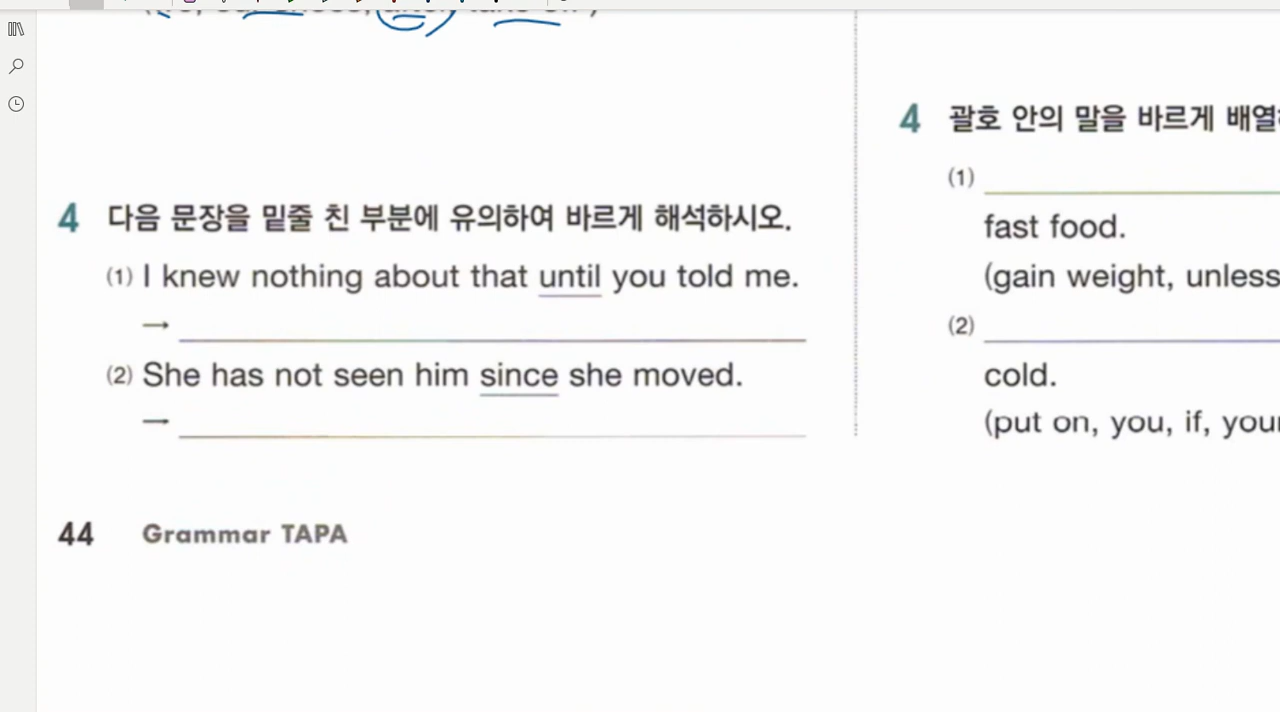 4 다음 문장을 밑줄 친 부분에 유의하여 바르게 해석하시오.
(1) I knew nothing about that until you told me.
→
(2) She has not seen him since she moved.
→
44 Grammar TAPA
4 괄호 안의 말을 바르게
(1)
fast food.
(gain weight, unless
(2)
cold.
(put on, you, if,